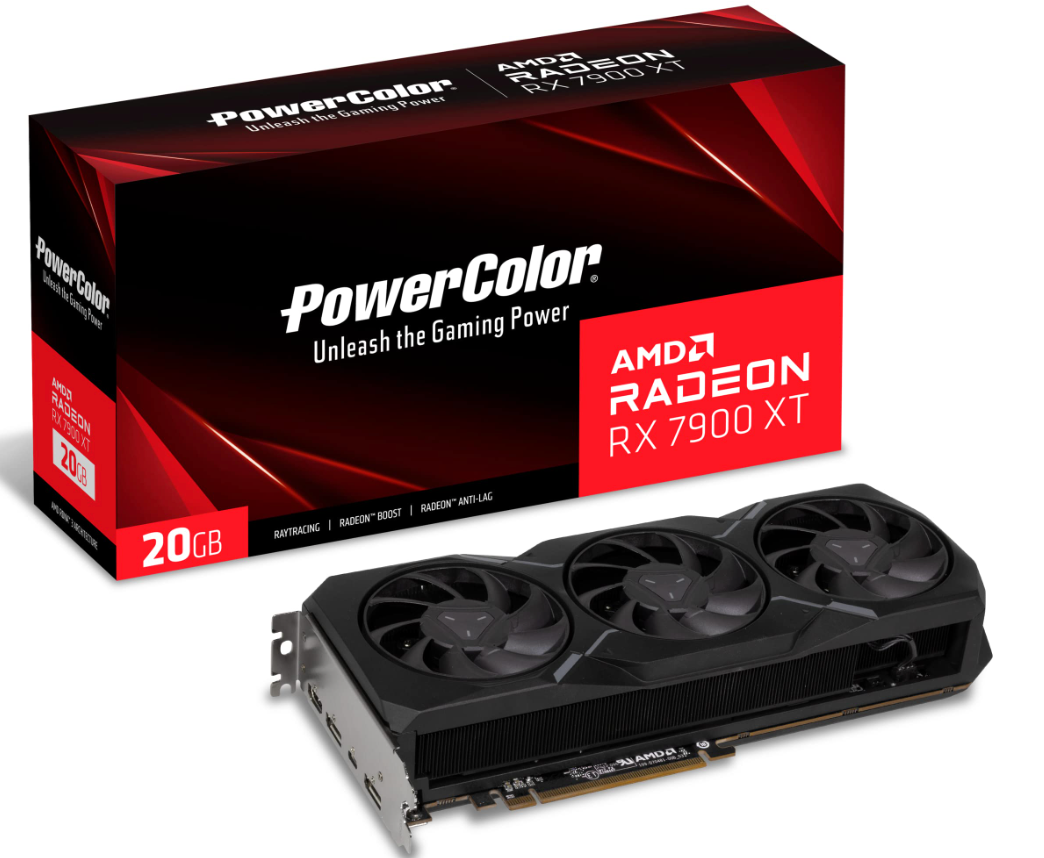 PowerColor®
Unleash the Gaming Power
AMD
RADEON
RX 7900 XT
PowerColor®
Unleash the Gaming Power
AMD
RADEON
RX 7900 XT
20GB
PowerColor®
Unleash the Gaming Power
AMD
RADEON
RX 7900 XT
20GB
RAYTRACING | RADEON™ BOOST | RADEON™ ANTI-LAG
AMD